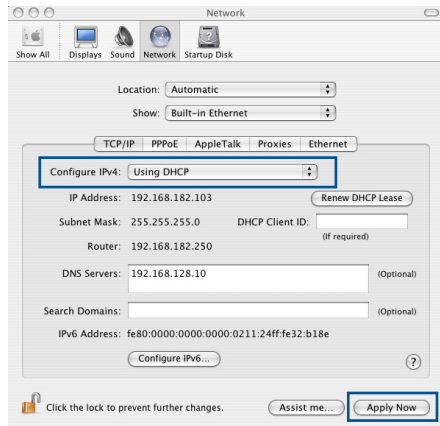 Network
Show All Displays Sound Network Startup Disk
Location: Automatic
Show: Built-in Ethernet
TCP/IP PPPoE AppleTalk Proxies Ethernet
Configure IPv4: Using DHCP
IP Address: 192.168.182.103 Renew DHCP Lease
Subnet Mask: 255.255.255.0 DHCP Client ID:
(If required)
Router: 192.168.182.250
DNS Servers: 192.168.128.10 (Optional)
Search Domains: (Optional)
IPv6 Address: fe80:0000:0000:0000:0211:24ff:fe32:b18e
Configure IPv6... ?
Click the lock to prevent further changes. Assist me... Apply Now